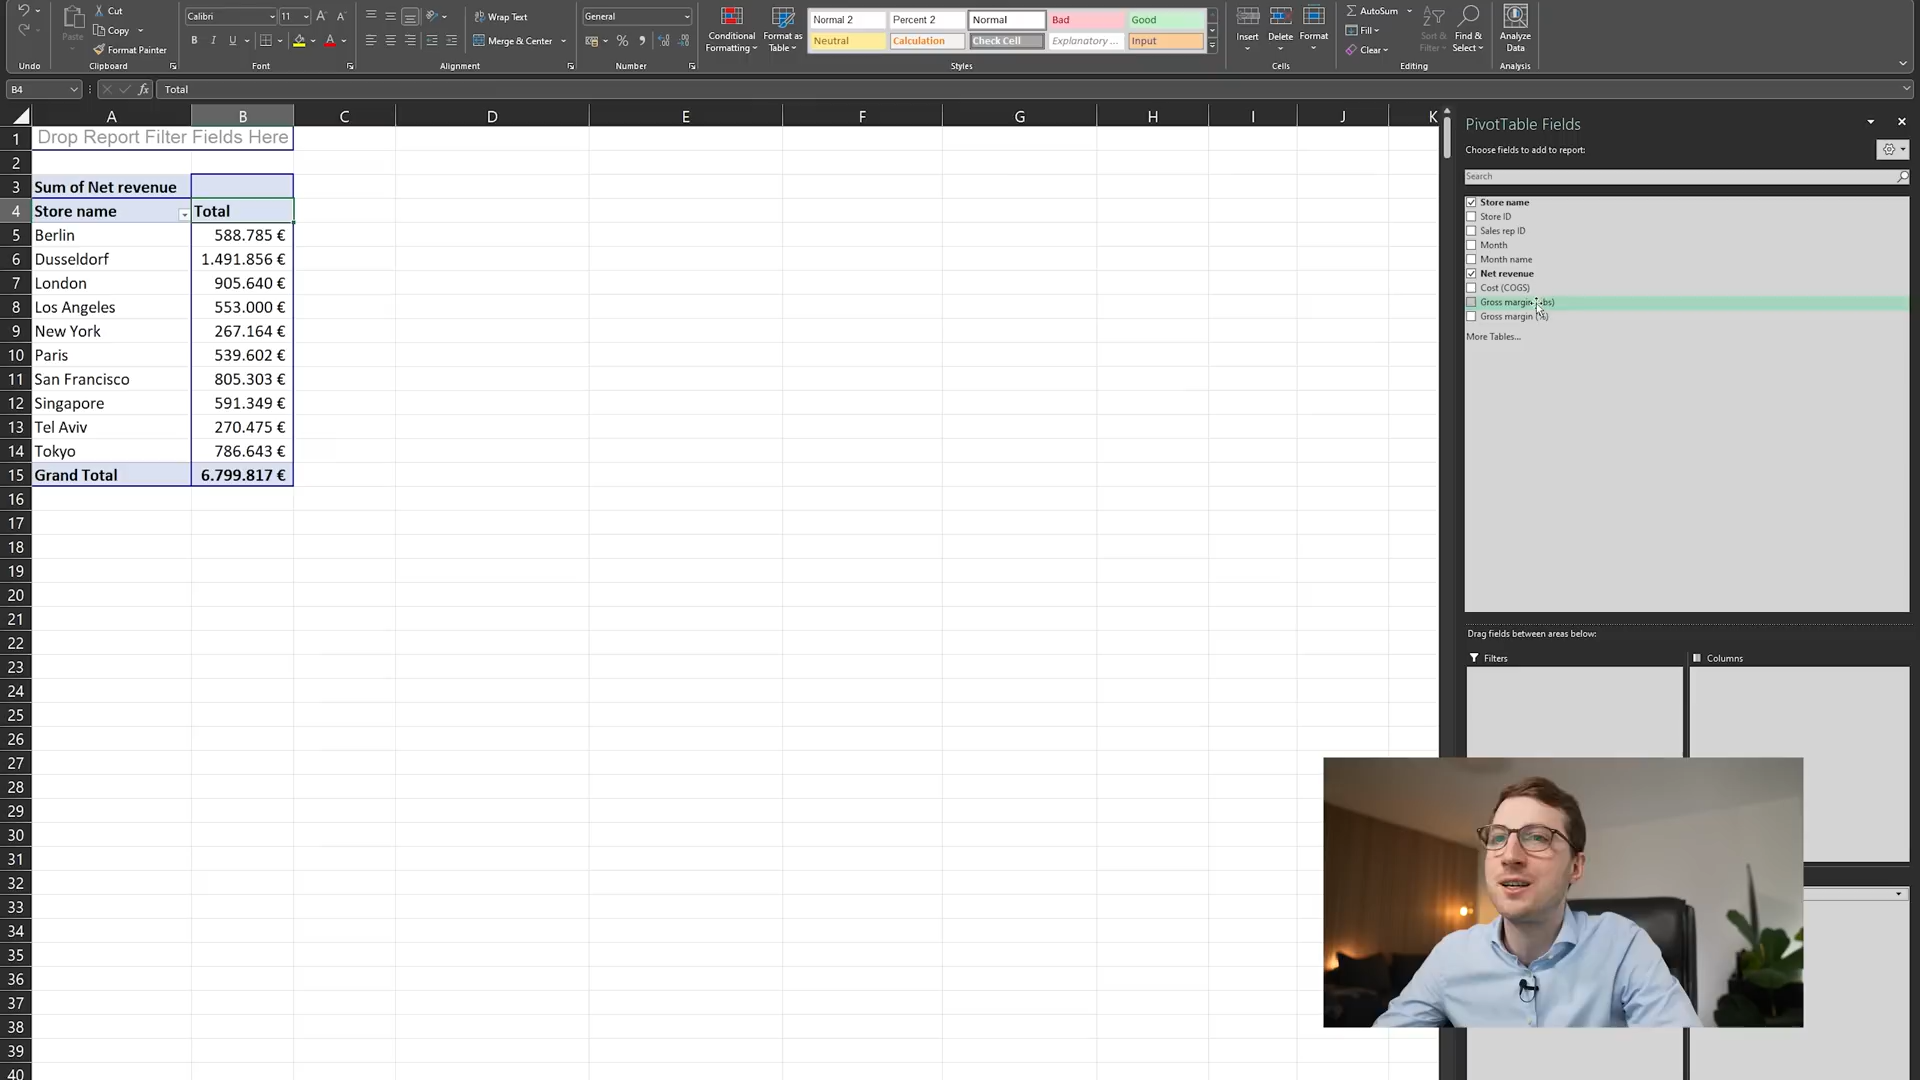 Cut
Calibri 11
Wrap Text
General
Normal 2 Percent 2 Normal Bad Good
AutoSum
Paste Copy
Conditional Formatting Format as Table
Insert Delete Format
Fill
Sort & Filter Find & Select
Analyze Data
Format Painter
B I U
Merge & Center
Neutral Calculation Check Cell Explanatory ... Input
Clear
Undo Clipboard Font Alignment Number Styles Cells Editing Analysis
B4 fx Total
A B C D E F G H I J K
1 Drop Report Filter Fields Here
2
3 Sum of Net revenue
4 Store name Total
5 Berlin 588.785 €
6 Dusseldorf 1.491.856 €
7 London 905.640 €
8 Los Angeles 553.000 €
9 New York 267.164 €
10 Paris 539.602 €
11 San Francisco 805.303 €
12 Singapore 591.349 €
13 Tel Aviv 270.475 €
14 Tokyo 786.643 €
15 Grand Total 6.799.817 €
16
17
18
19
20
21
22
23
24
25
26
27
28
29
30
31
32
33
34
35
36
37
38
39
40
PivotTable Fields
Choose fields to add to report:
Search
Store name
Store ID
Sales rep ID
Month
Month name
Net revenue
Cost (COGS)
Gross margin
Gross margin
More Tables...
Drag fields between areas below:
Filters Columns